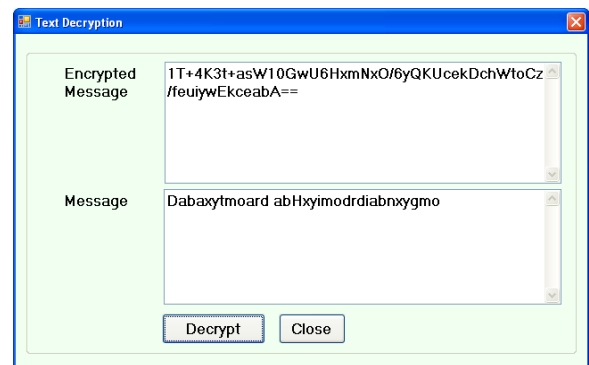 Text Decryption
Encrypted
Message
1T+4K3t+asW10GwU6HxmNxO/6yQKUcekDchWtoCz
/feuiywEkceabA==
Message
Dabaxytmoard abHxyimodrdiabnxygmo
Decrypt
Close